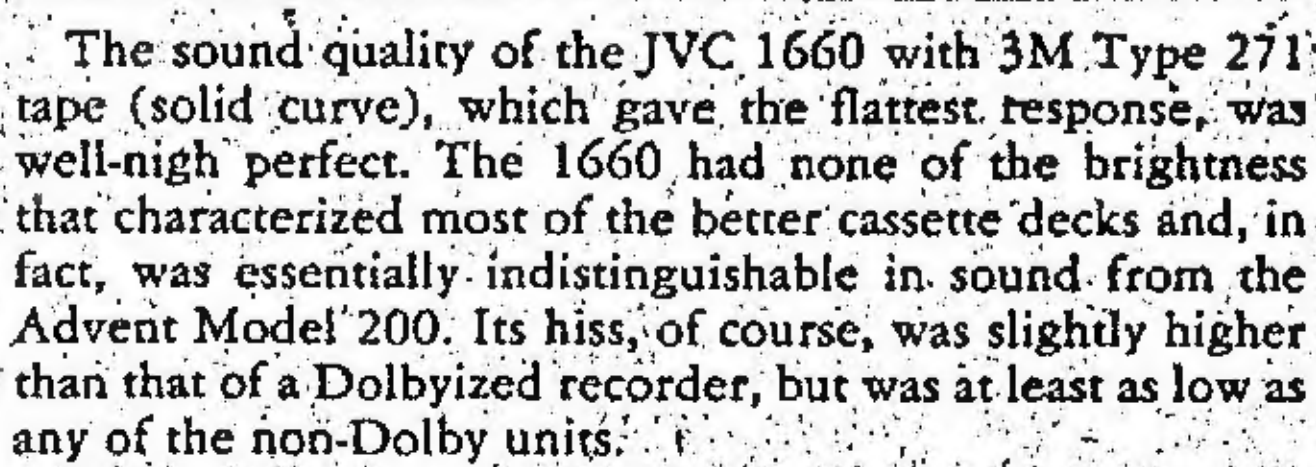 The sound quality of the JVC 1660 with 3M Type 271
tape (solid curve), which gave the flattest response, was
well-nigh perfect. The 1660 had none of the brightness
that characterized most of the better cassette decks and, in
fact, was essentially indistinguishable in sound from the
Advent Model 200. Its hiss, of course, was slightly higher
than that of a Dolbyized recorder, but was at least as low as
any of the non-Dolby units.